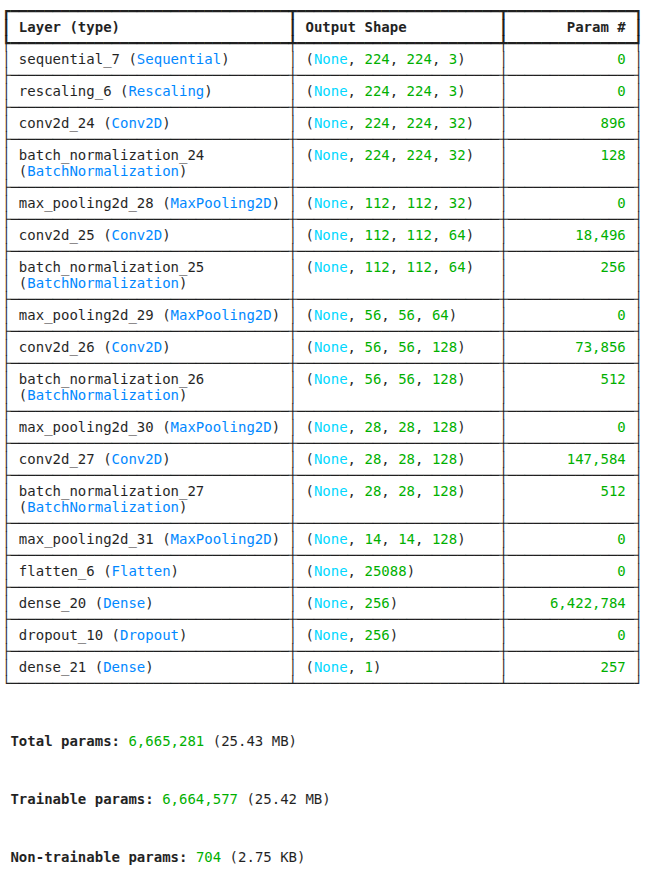 Layer (type) Output Shape Param #
sequential_7 (Sequential) (None, 224, 224, 3) 0
rescaling_6 (Rescaling) (None, 224, 224, 3) 0
conv2d_24 (Conv2D) (None, 224, 224, 32) 896
batch_normalization_24 (None, 224, 224, 32) 128
(BatchNormalization)
max_pooling2d_28 (MaxPooling2D) (None, 112, 112, 32) 0
conv2d_25 (Conv2D) (None, 112, 112, 64) 18,496
batch_normalization_25 (None, 112, 112, 64) 256
(BatchNormalization)
max_pooling2d_29 (MaxPooling2D) (None, 56, 56, 64) 0
conv2d_26 (Conv2D) (None, 56, 56, 128) 73,856
batch_normalization_26 (None, 56, 56, 128) 512
(BatchNormalization)
max_pooling2d_30 (MaxPooling2D) (None, 28, 28, 128) 0
conv2d_27 (Conv2D) (None, 28, 28, 128) 147,584
batch_normalization_27 (None, 28, 28, 128) 512
(BatchNormalization)
max_pooling2d_31 (MaxPooling2D) (None, 14, 14, 128) 0
flatten_6 (Flatten) (None, 25088) 0
dense_20 (Dense) (None, 256) 6,422,784
dropout_10 (Dropout) (None, 256) 0
dense_21 (Dense) (None, 1) 257
Total params: 6,665,281 (25.43 MB)
Trainable params: 6,664,577 (25.42 MB)
Non-trainable params: 704 (2.75 KB)